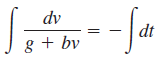 ∫ dv / (g + bv) = − ∫ dt